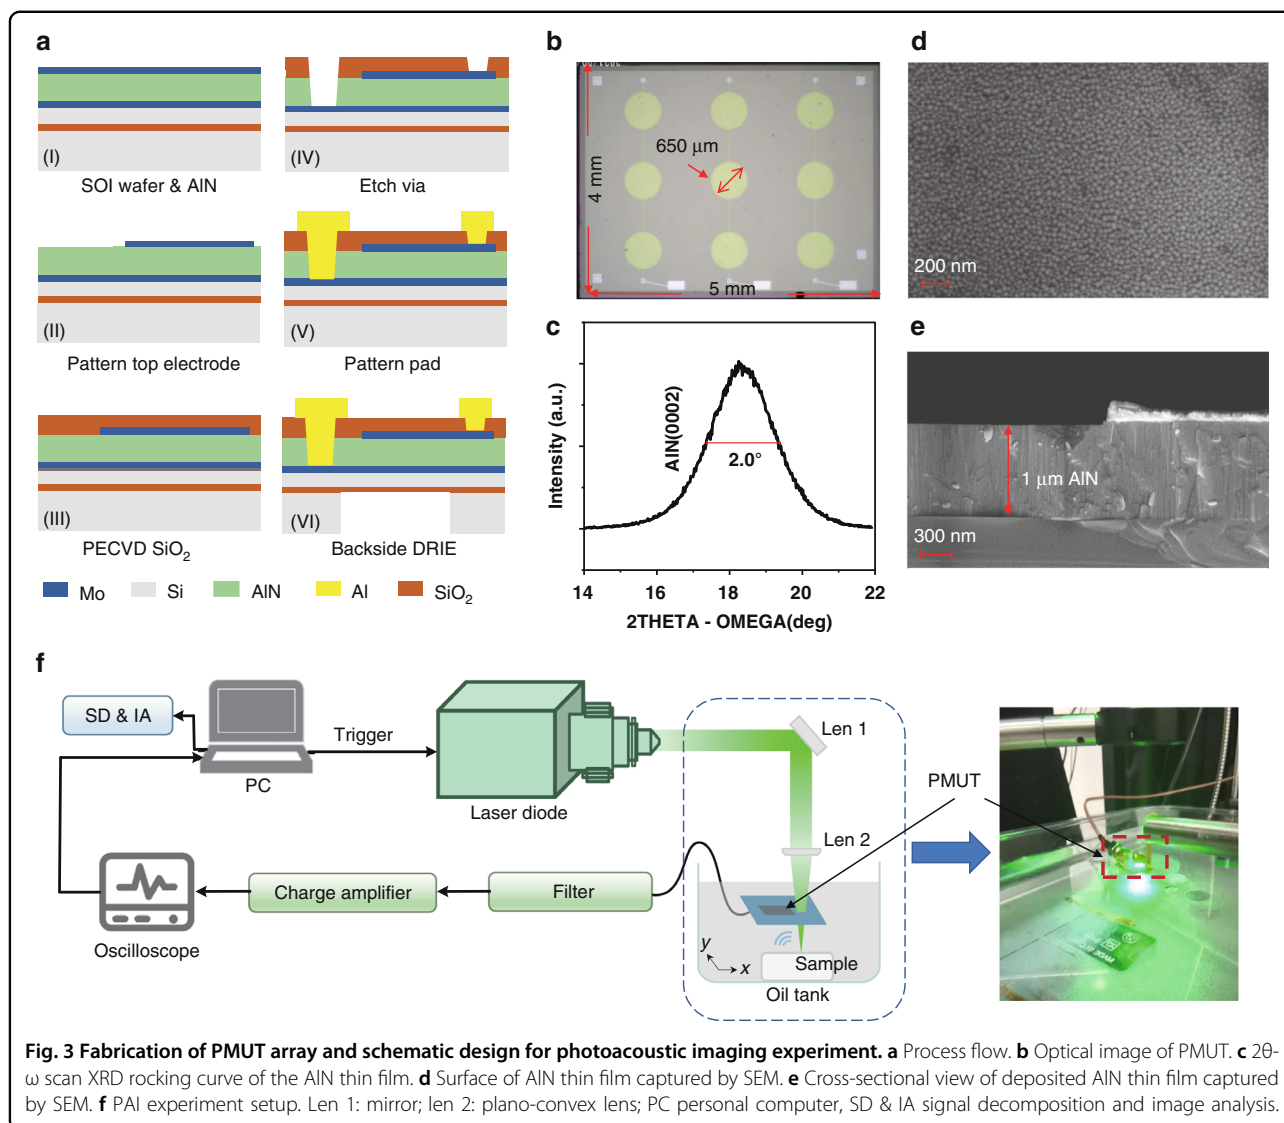 a
(I)
SOI wafer & AlN
(II)
Pattern top electrode
(III)
PECVD SiO2
(IV)
Etch via
(V)
Pattern pad
(VI)
Backside DRIE
Mo
Si
AlN
Al
SiO2
b
650 µm
4 mm
5 mm
c
Intensity (a.u.)
AlN(0002)
2.0°
14
16
18
20
22
2THETA - OMEGA(deg)
d
200 nm
e
1 µm AlN
300 nm
f
SD & IA
PC
Trigger
Laser diode
Len 1
Len 2
PMUT
Oscilloscope
Charge amplifier
Filter
y
x
Sample
Oil tank
Fig. 3 Fabrication of PMUT array and schematic design for photoacoustic imaging experiment. a Process flow. b Optical image of PMUT. c 2θ-
ω scan XRD rocking curve of the AlN thin film. d Surface of AlN thin film captured by SEM. e Cross-sectional view of deposited AlN thin film captured
by SEM. f PAI experiment setup. Len 1: mirror; len 2: plano-convex lens; PC personal computer, SD & IA signal decomposition and image analysis.